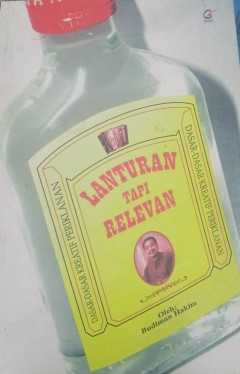 LANTURAN
TAPI
RELEVAN
DASAR-DASAR KREATIF PERIKLANAN
DASAR-DASAR KREATIF PERIKLANAN
Oleh:
Budiman Hakim